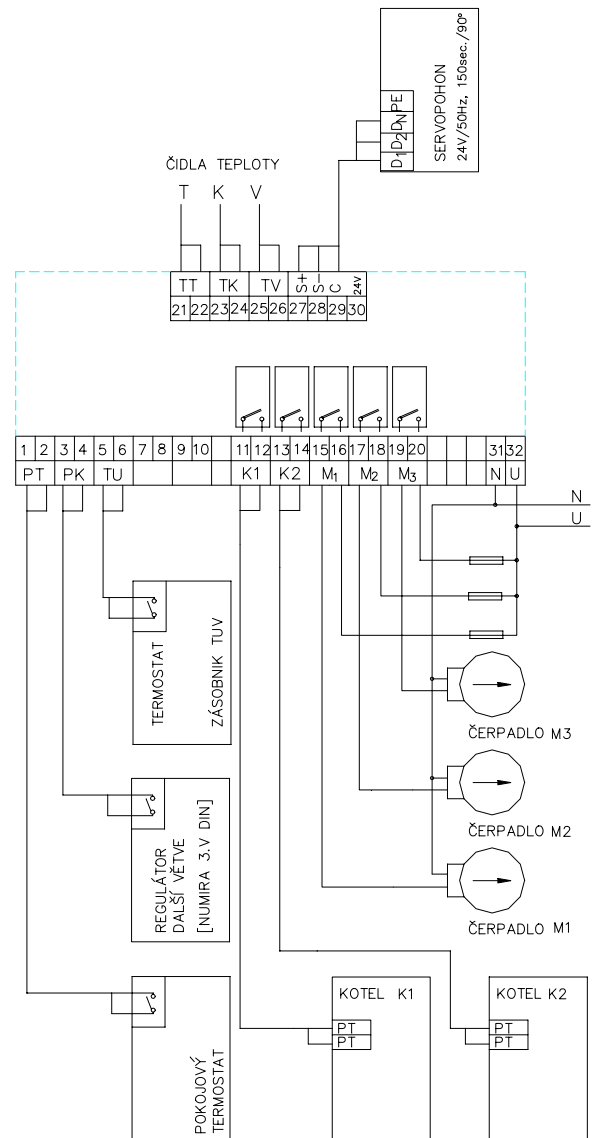 SERVOPOHON
24V/50Hz, 150sec./90°
D1 D2 DN PE
ČIDLA TEPLOTY
T K V
TT TK TV S+ S- C 24V
21 22 23 24 25 26 27 28 29 30
1 2 3 4 5 6 7 8 9 10 11 12 13 14 15 16 17 18 19 20 31 32
PT PK TU K1 K2 M1 M2 M3 N U
N
U
TERMOSTAT
ZÁSOBNIK TUV
ČERPADLO M3
REGULÁTOR
DALŠÍ VĚTVE
[NUMIRA 3.V DIN]
ČERPADLO M2
ČERPADLO M1
POKOJOVÝ
TERMOSTAT
KOTEL K1
PT
PT
KOTEL K2
PT
PT